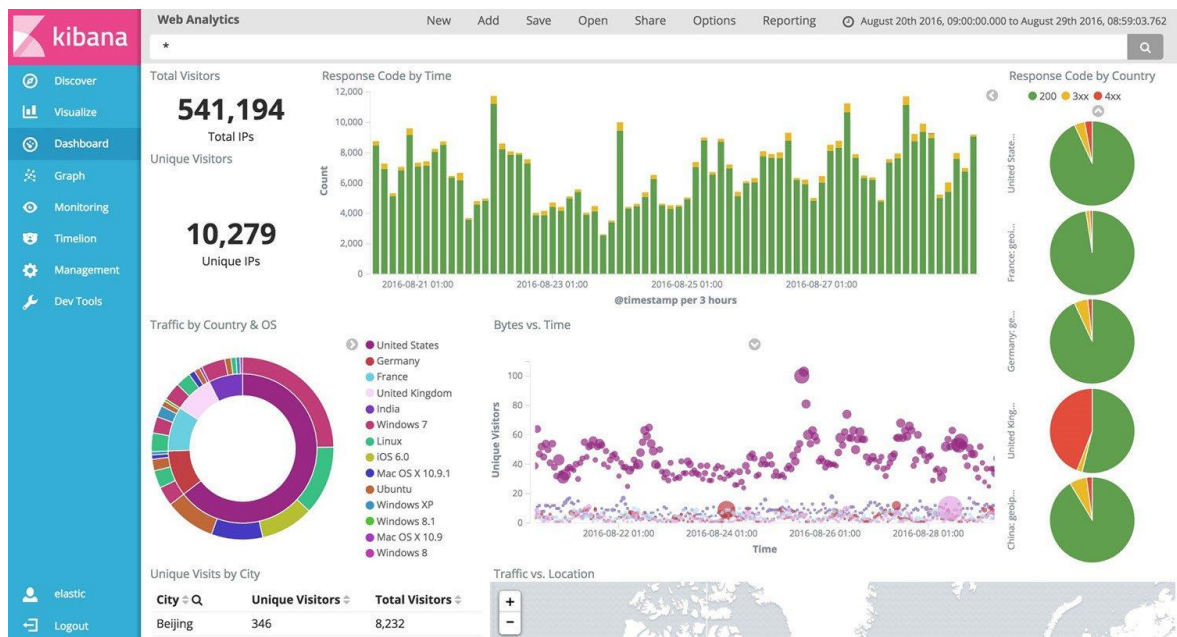 kibana
Web Analytics
New Add Save Open Share Options Reporting August 20th 2016, 09:00:00.000 to August 29th 2016, 08:59:03.762
*
Discover
Visualize
Dashboard
Graph
Monitoring
Timelion
Management
Dev Tools
elastic
Logout
Total Visitors
541,194
Total IPs
Unique Visitors
10,279
Unique IPs
Response Code by Time
12,000
10,000
8,000
6,000
4,000
2,000
0
Count
2016-08-21 01:00 2016-08-23 01:00 2016-08-25 01:00 2016-08-27 01:00
@timestamp per 3 hours
Response Code by Country
200 3xx 4xx
United State...
France: geoi...
Germany: ge...
United King...
China: geoip...
Traffic by Country & OS
United States
Germany
France
United Kingdom
India
Windows 7
Linux
iOS 6.0
Mac OS X 10.9.1
Ubuntu
Windows XP
Windows 8.1
Mac OS X 10.9
Windows 8
Bytes vs. Time
100
80
60
40
20
0
Unique Visitors
2016-08-22 01:00 2016-08-24 01:00 2016-08-26 01:00 2016-08-28 01:00
Time
Unique Visits by City
City Unique Visitors Total Visitors
Beijing 346 8,232
Traffic vs. Location
+
−